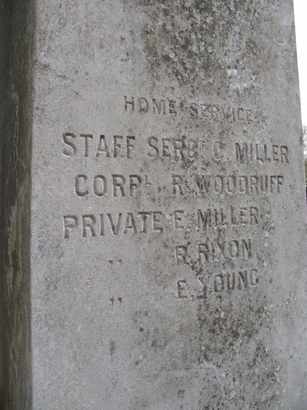 HOME SERVICE
STAFF SERGT C. MILLER
CORPL R. WOODRUFF
PRIVATE E. MILLER
" R. RIXON
" E. YOUNG